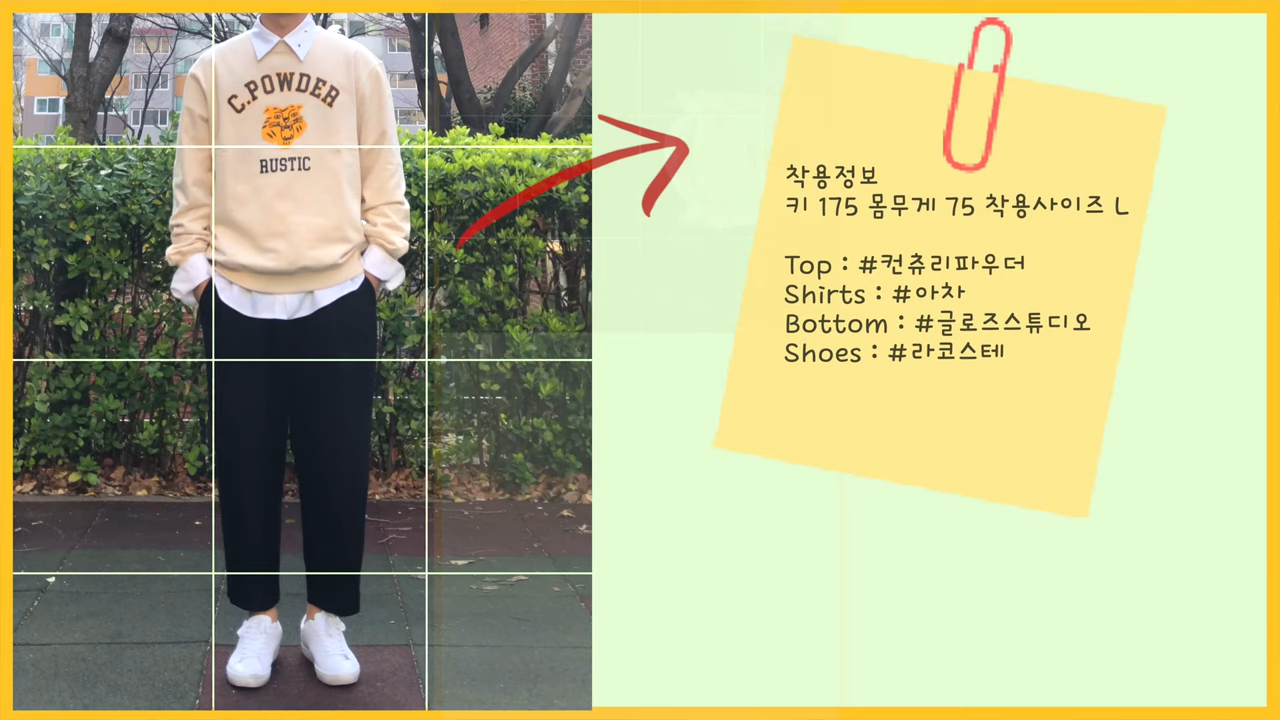 C.POWDER
RUSTIC
착용정보
키 175 몸무게 75 착용사이즈 L
Top : #컨츄리파우더
Shirts : #아차
Bottom : #글로즈스튜디오
Shoes : #라코스테